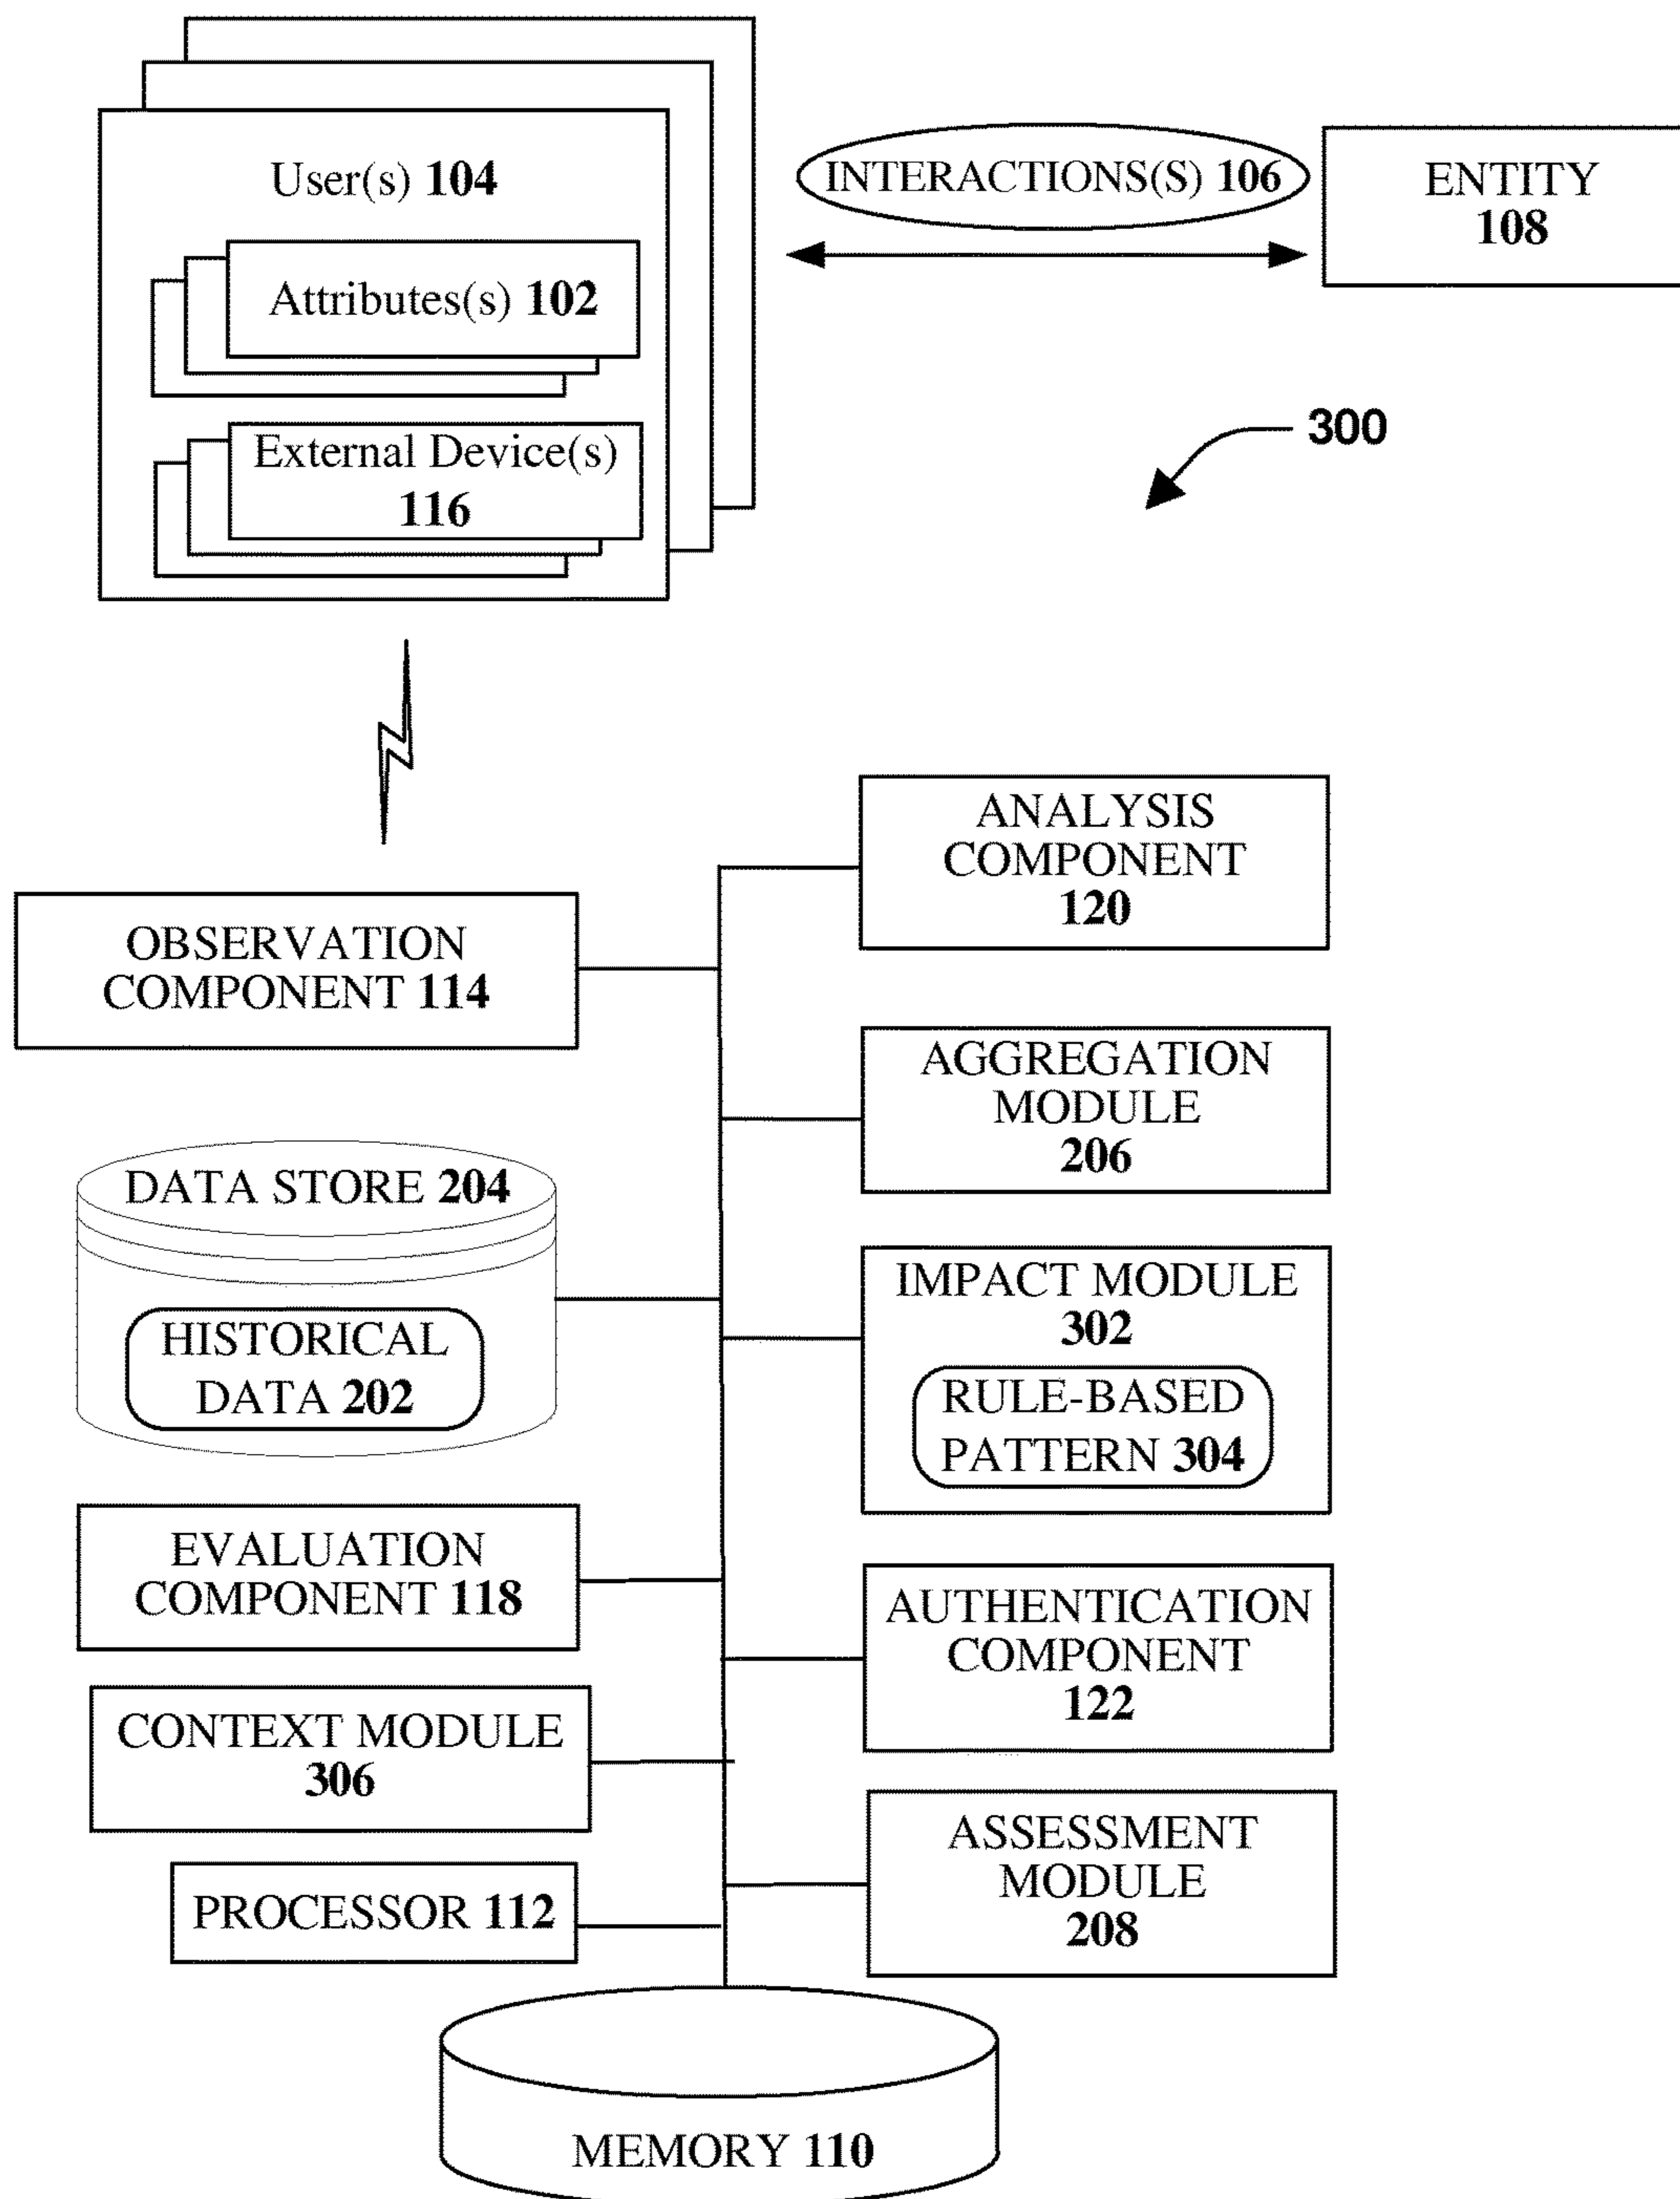 User(s) 104
Attributes(s) 102
External Device(s)
116
INTERACTIONS(S) 106
ENTITY
108
300
OBSERVATION
COMPONENT 114
DATA STORE 204
HISTORICAL
DATA 202
EVALUATION
COMPONENT 118
CONTEXT MODULE
306
PROCESSOR 112
ANALYSIS
COMPONENT
120
AGGREGATION
MODULE
206
IMPACT MODULE
302
RULE-BASED
PATTERN 304
AUTHENTICATION
COMPONENT
122
ASSESSMENT
MODULE
208
MEMORY 110